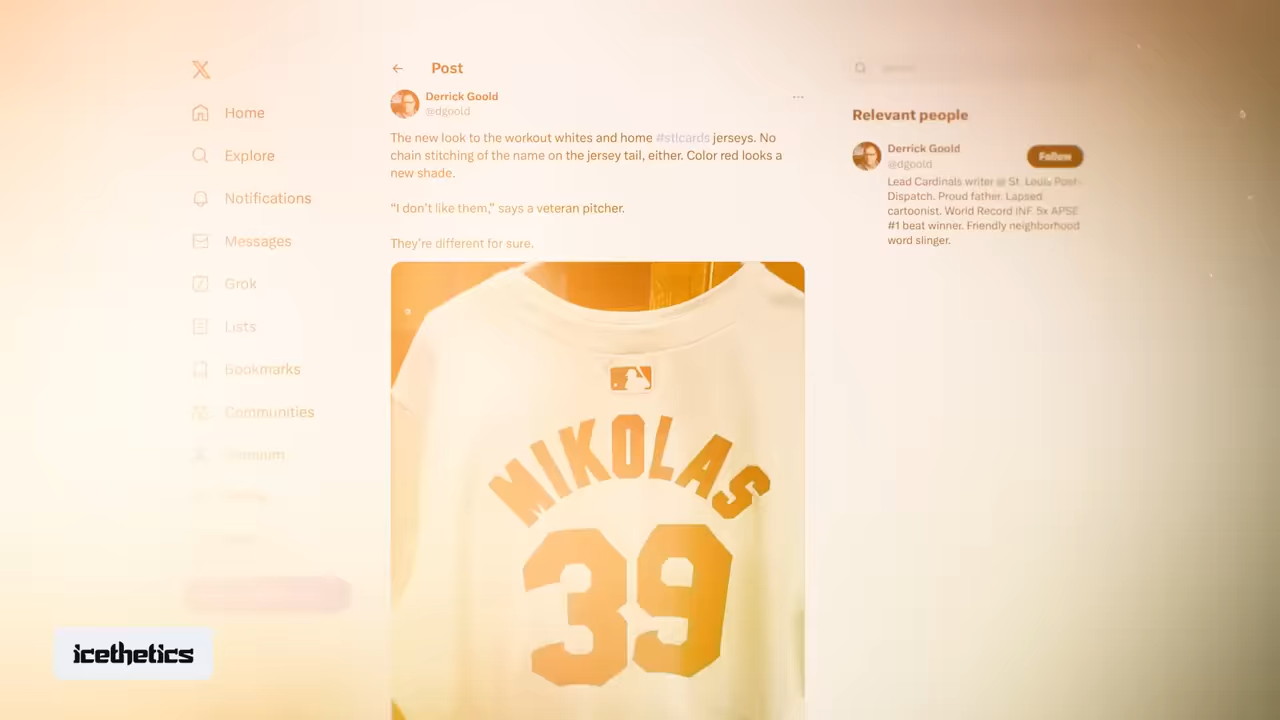 Post
Derrick Goold
@dgoold
The new look to the workout whites and home #stlcards jerseys. No
chain stitching of the name on the jersey tail, either. Color red looks a
new shade.
“I don’t like them,” says a veteran pitcher.
They’re different for sure.
MIKOLAS
39
Home
Explore
Notifications
Messages
Grok
Lists
Bookmarks
Communities
Premium
Relevant people
Derrick Goold
Follow
@dgoold
Lead Cardinals writer @ St. Louis Post-
Dispatch. Proud father. Lapsed
cartoonist. World Record INF. 5x APSE
#1 beat winner. Friendly neighborhood
word slinger.
icethetics